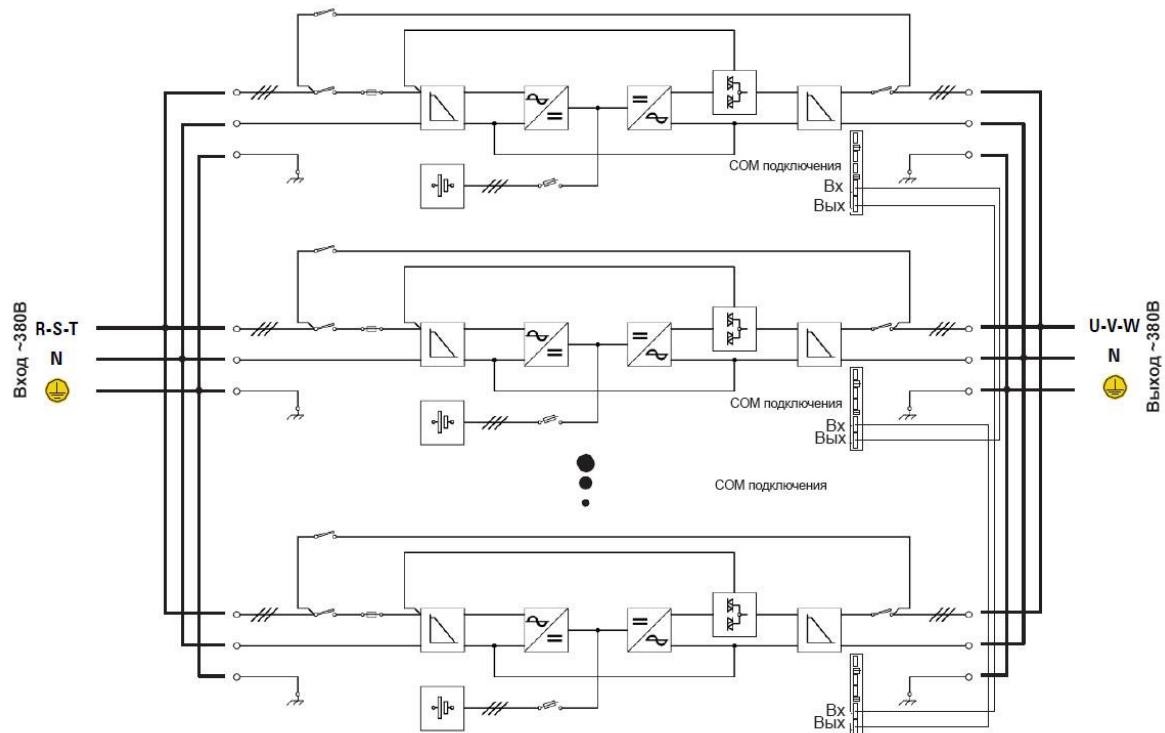 COM подключения
Вх
Вых
Вход ~380В
R-S-T
N
U-V-W
N
Выход ~380В
COM подключения
Вх
Вых
COM подключения
Вх
Вых